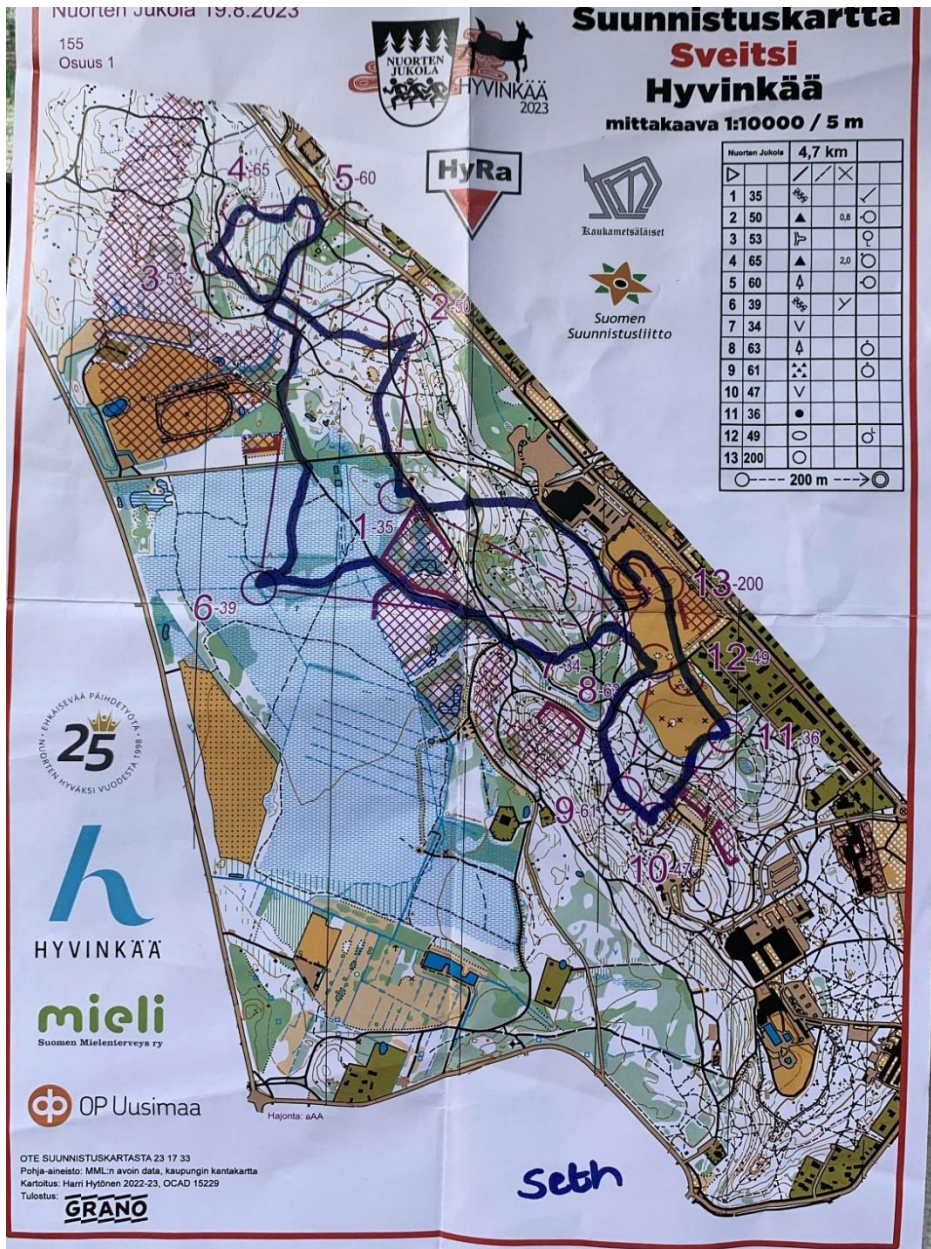 Nuorten Jukola 19.8.2023
155
Osuus 1
NUORTEN
JUKOLA
HYVINKÄÄ
2023
Suunnistuskartta
Sveitsi
Hyvinkää
mittakaava 1:10000 / 5 m
HyRa
Kaukametsäläiset
Suomen
Suunnistusliitto
Nuorten Jukola 4,7 km
1 35
2 50 0,8
3 53
4 65 2,0
5 60
6 39
7 34
8 63
9 61
10 47
11 36
12 49
13 200
200 m
4-65
5-60
3-53
2-50
1-35
6-39
13-200
12-49
7-34
8-63
11-36
9-61
10-47
EHKÄISEVÄÄ PÄIHDETYÖTÄ
NUORTEN HYVÄKSI VUODESTA 1998
25
h
HYVINKÄÄ
mieli
Suomen Mielenterveys ry
OP Uusimaa
Hajonta: aAA
OTE SUUNNISTUSKARTASTA 23 17 33
Pohja-aineisto: MML:n avoin data, kaupungin kantakartta
Kartoitus: Harri Hytönen 2022-23, OCAD 15229
Tulostus:
GRANO
Seth